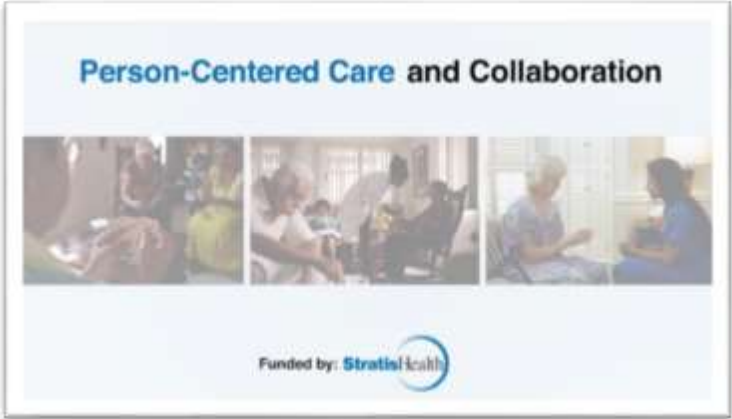 Person-Centered Care and Collaboration
Funded by: StratisHealth